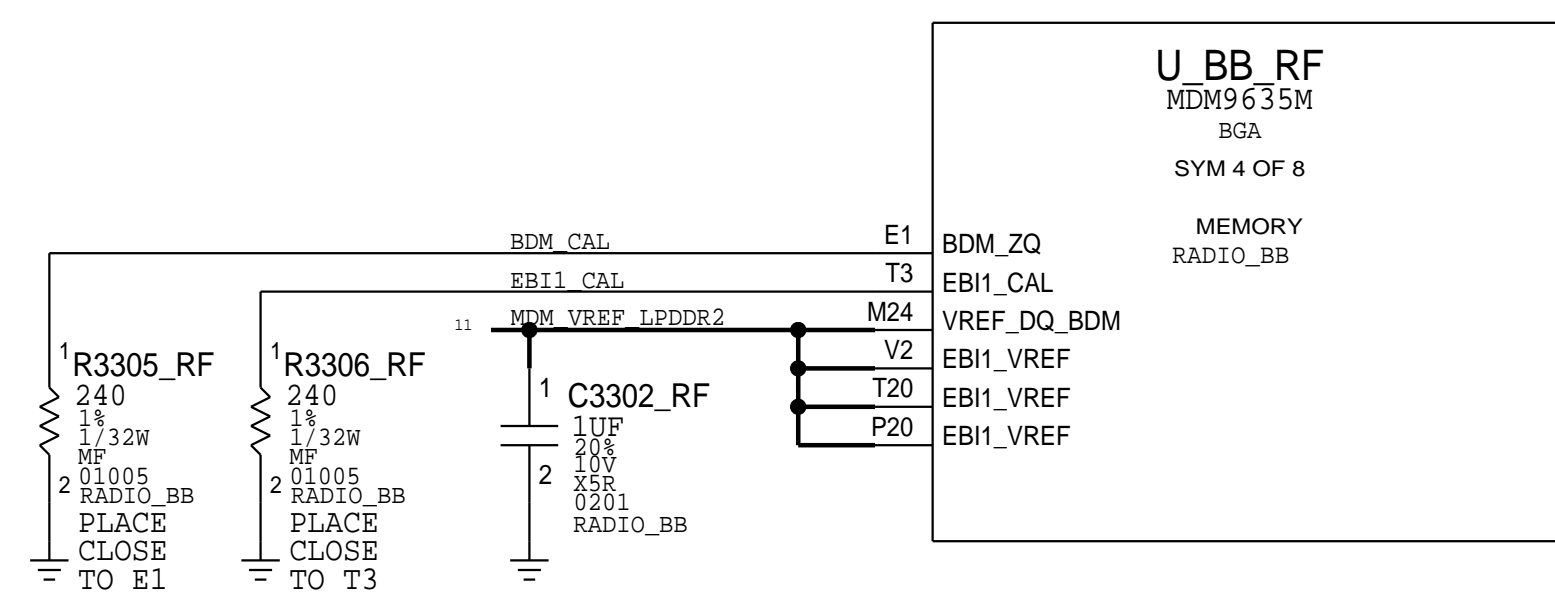 U_BB_RF
MDM9635M
BGA
SYM 4 OF 8
MEMORY
RADIO_BB
BDM_CAL
E1
BDM_ZQ
EBI1_CAL
T3
EBI1_CAL
11
MDM_VREF_LPDDR2
M24
VREF_DQ_BDM
V2
EBI1_VREF
T20
EBI1_VREF
P20
EBI1_VREF
1
R3305_RF
240
1%
1/32W
MF
01005
2
RADIO_BB
PLACE
CLOSE
TO E1
1
R3306_RF
240
1%
1/32W
MF
01005
2
RADIO_BB
PLACE
CLOSE
TO T3
1
C3302_RF
1UF
20%
10V
2
X5R
0201
RADIO_BB